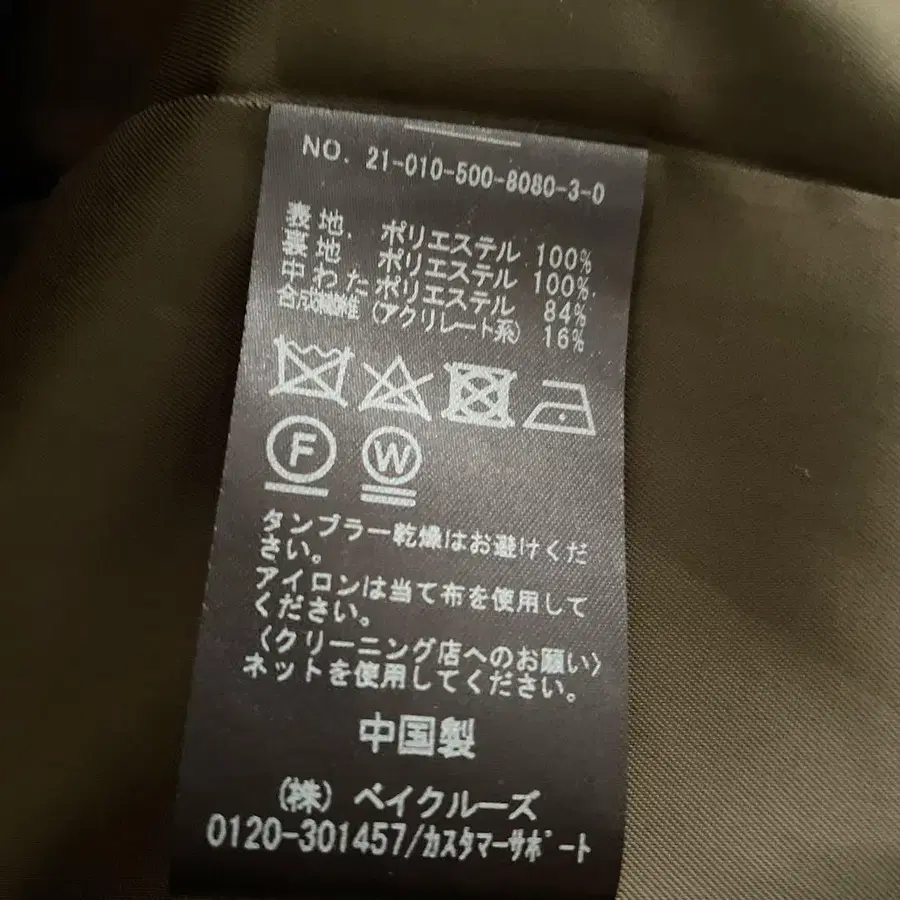 NO. 21-010-500-8080-3-0
表地. ポリエステル 100%
裏地 ポリエステル 100%.
中わた ポリエステル 84%
合成繊維 (アクリレート系) 16%
F W
タンブラー乾燥はお避けくだ
さい。
アイロンは当て布を使用して
ください。
〈クリーニング店へのお願い〉
ネットを使用してください。
中国製
(株) ベイクルーズ
0120-301457/カスタマーサポート